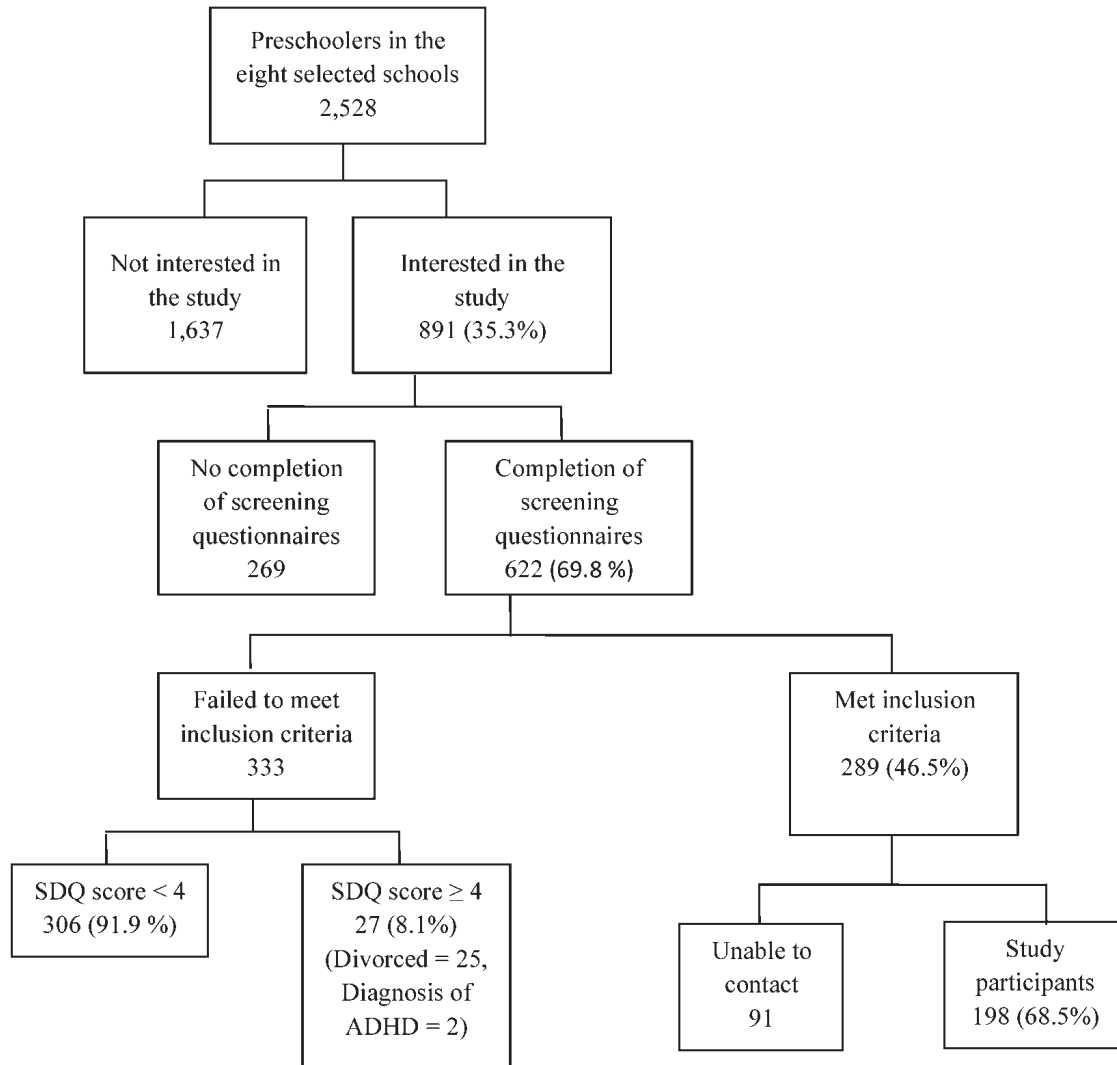 Preschoolers in the
eight selected schools
2,528
Not interested in
the study
1,637
Interested in the
study
891 (35.3%)
No completion
of screening
questionnaires
269
Completion of
screening
questionnaires
622 (69.8 %)
Failed to meet
inclusion criteria
333
Met inclusion
criteria
289 (46.5%)
SDQ score < 4
306 (91.9 %)
SDQ score ≥ 4
27 (8.1%)
(Divorced = 25,
Diagnosis of
ADHD = 2)
Unable to
contact
91
Study
participants
198 (68.5%)